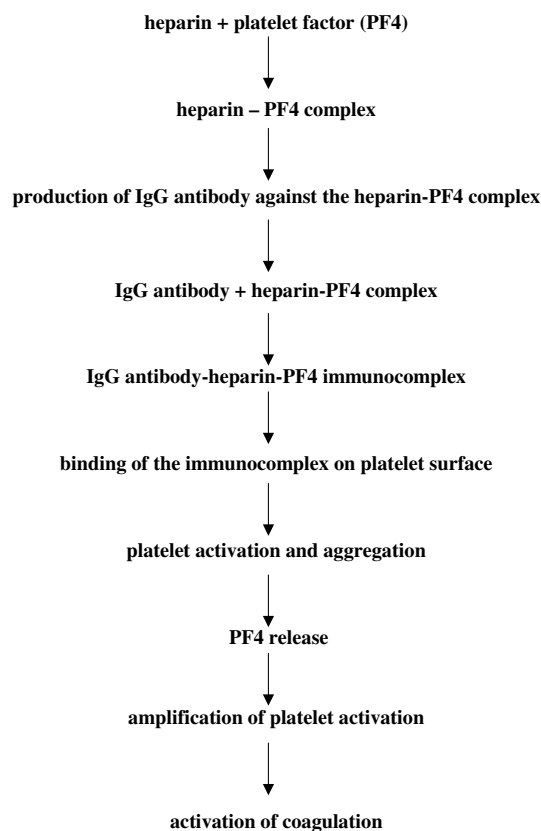 heparin + platelet factor (PF4)
heparin – PF4 complex
production of IgG antibody against the heparin-PF4 complex
IgG antibody + heparin-PF4 complex
IgG antibody-heparin-PF4 immunocomplex
binding of the immunocomplex on platelet surface
platelet activation and aggregation
PF4 release
amplification of platelet activation
activation of coagulation